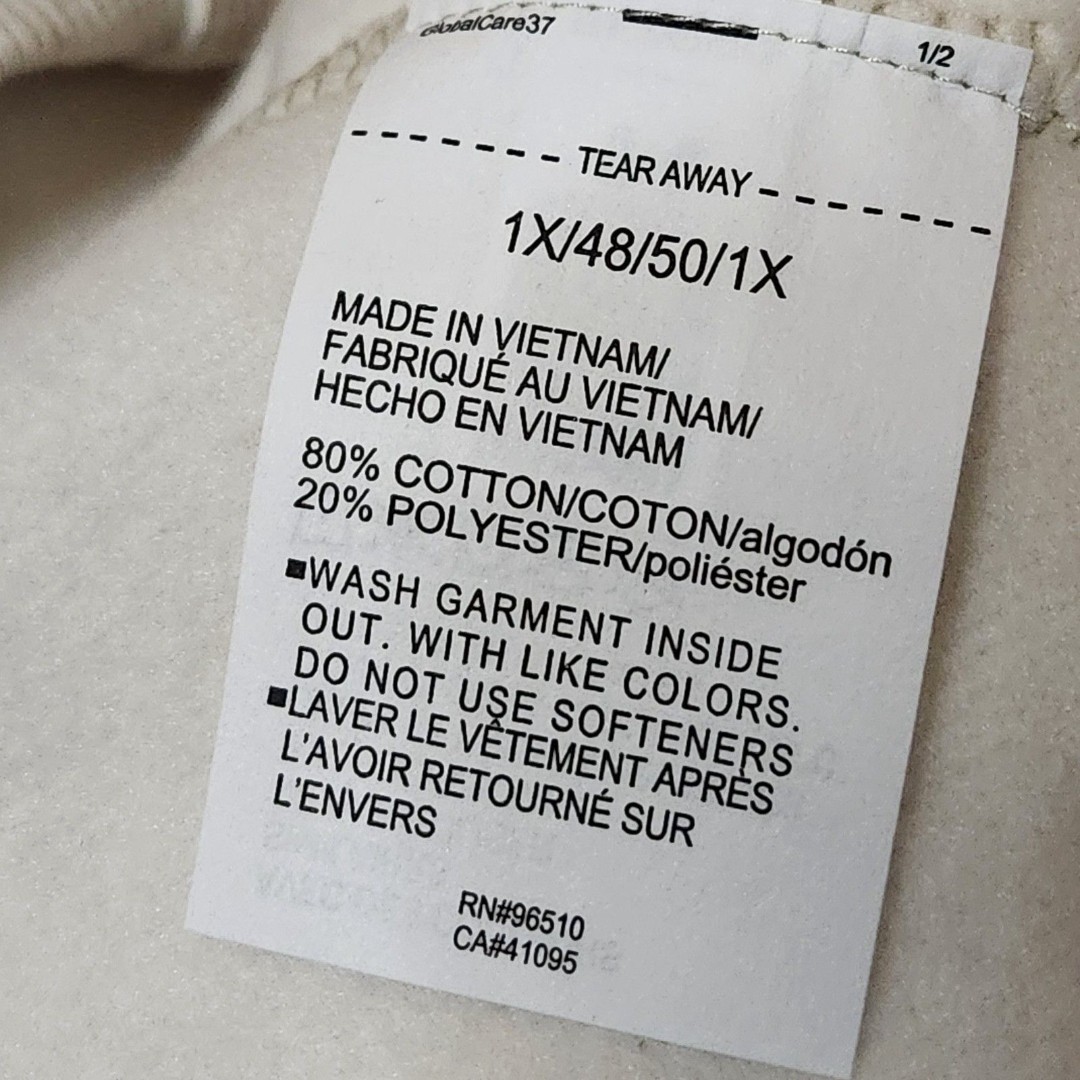 GlobalCare37
1/2
TEAR AWAY
1X/48/50/1X
MADE IN VIETNAM/
FABRIQUÉ AU VIETNAM/
HECHO EN VIETNAM
80% COTTON/COTON/algodón
20% POLYESTER/poliéster
■WASH GARMENT INSIDE
OUT. WITH LIKE COLORS.
DO NOT USE SOFTENERS
■LAVER LE VÊTEMENT APRÈS
L'AVOIR RETOURNÉ SUR
L'ENVERS
RN#96510
CA#41095